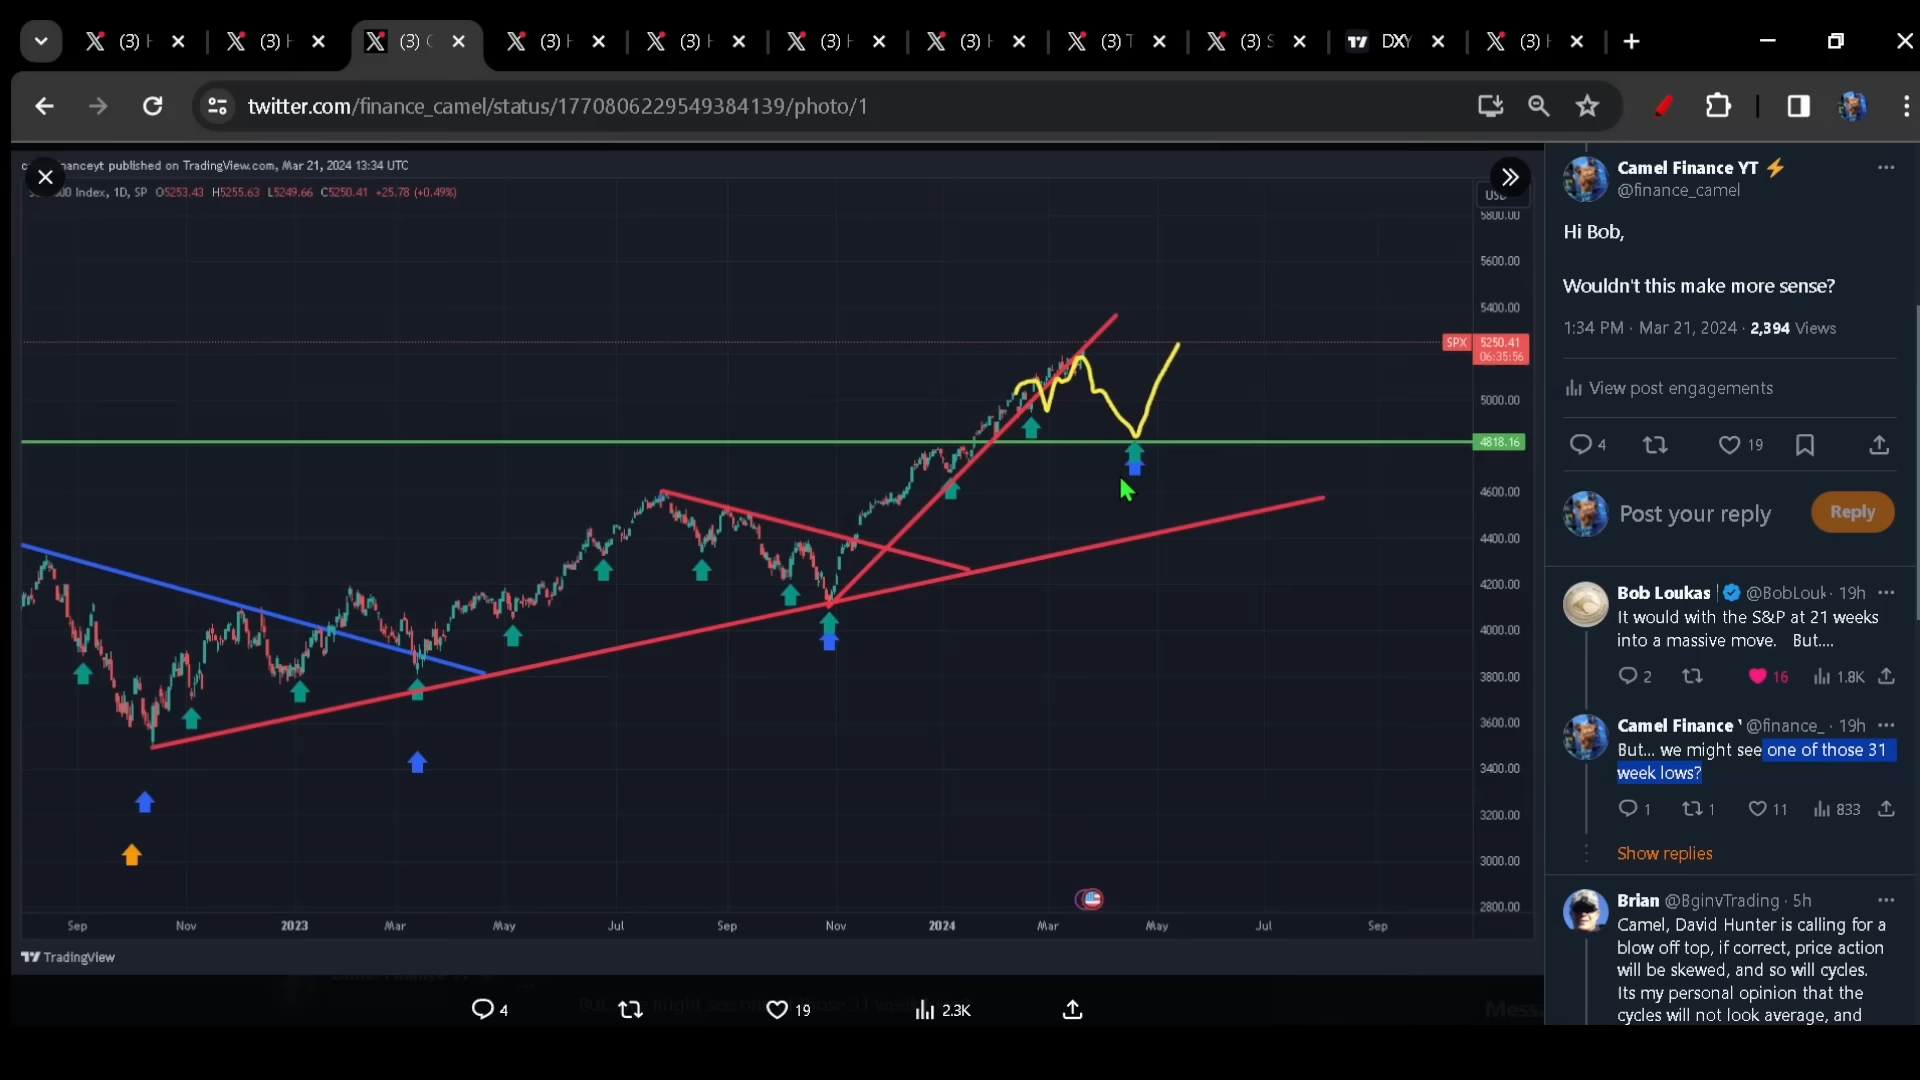 (3) H
(3) H
(3) C
(3) H
(3) H
(3) H
(3) H
(3) T
(3) S
DXY
(3) H
twitter.com/finance_camel/status/1770806229549384139/photo/1
nanceyt published on TradingView.com, Mar 21, 2024 13:34 UTC
Index, 1D, SP O5253.43 H5255.63 L5249.66 C5250.41 +25.78 (+0.49%)
5800.00
5600.00
5400.00
SPX 5250.41
06:35:56
5000.00
4818.16
4600.00
4400.00
4200.00
4000.00
3800.00
3600.00
3400.00
3200.00
3000.00
2800.00
Sep Nov 2023 Mar May Jul Sep Nov 2024 Mar May Jul Sep
TradingView
4 19 2.3K
Camel Finance YT
@finance_camel
Hi Bob,
Wouldn't this make more sense?
1:34 PM · Mar 21, 2024 · 2,394 Views
View post engagements
4 19
Post your reply Reply
Bob Loukas @BobLouk· 19h
It would with the S&P at 21 weeks
into a massive move. But....
2 16 1.8K
Camel Finance @finance_ · 19h
But... we might see one of those 31
week lows?
1 1 11 833
Show replies
Brian @BginvTrading · 5h
Camel, David Hunter is calling for a
blow off top, if correct, price action
will be skewed, and so will cycles.
Its my personal opinion that the
cycles will not look average, and